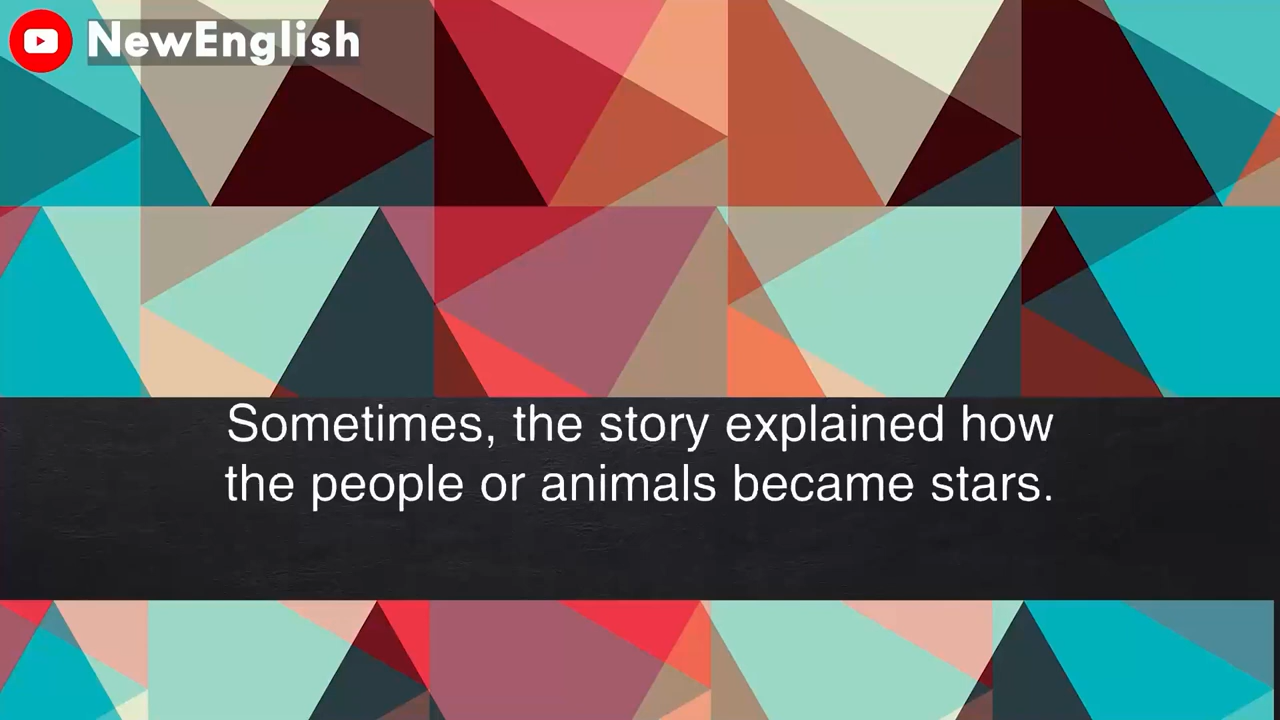 NewEnglish
Sometimes, the story explained how
the people or animals became stars.